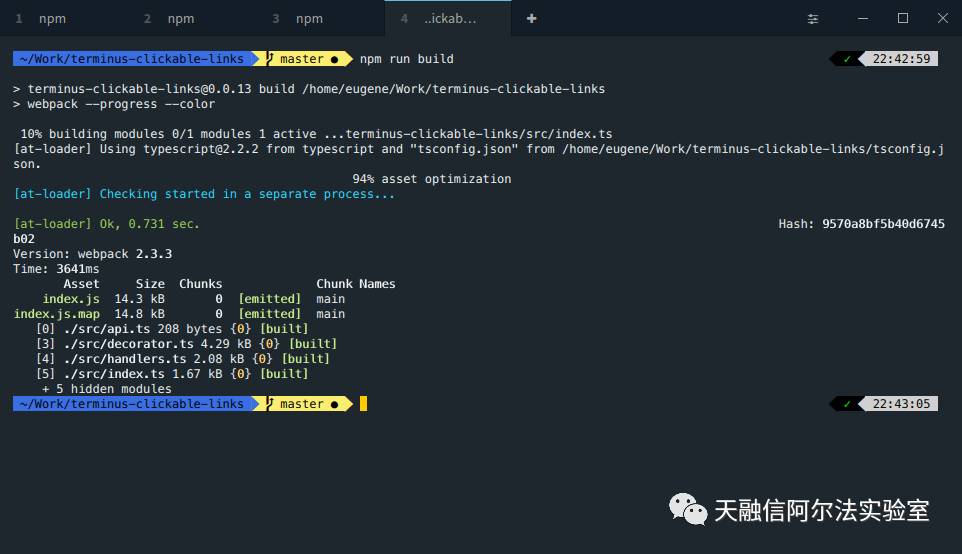 1 npm 2 npm 3 npm 4 ..ickab...
~/Work/terminus-clickable-links master ● npm run build ✓ 22:42:59
> terminus-clickable-links@0.0.13 build /home/eugene/Work/terminus-clickable-links
> webpack --progress --color
10% building modules 0/1 modules 1 active ...terminus-clickable-links/src/index.ts
[at-loader] Using typescript@2.2.2 from typescript and "tsconfig.json" from /home/eugene/Work/terminus-clickable-links/tsconfig.j
son.
94% asset optimization
[at-loader] Checking started in a separate process...
[at-loader] Ok, 0.731 sec. Hash: 9570a8bf5b40d6745
b02
Version: webpack 2.3.3
Time: 3641ms
Asset Size Chunks Chunk Names
index.js 14.3 kB 0 [emitted] main
index.js.map 14.8 kB 0 [emitted] main
[0] ./src/api.ts 208 bytes {0} [built]
[3] ./src/decorator.ts 4.29 kB {0} [built]
[4] ./src/handlers.ts 2.08 kB {0} [built]
[5] ./src/index.ts 1.67 kB {0} [built]
+ 5 hidden modules
~/Work/terminus-clickable-links master ● ✓ 22:43:05
天融信阿尔法实验室